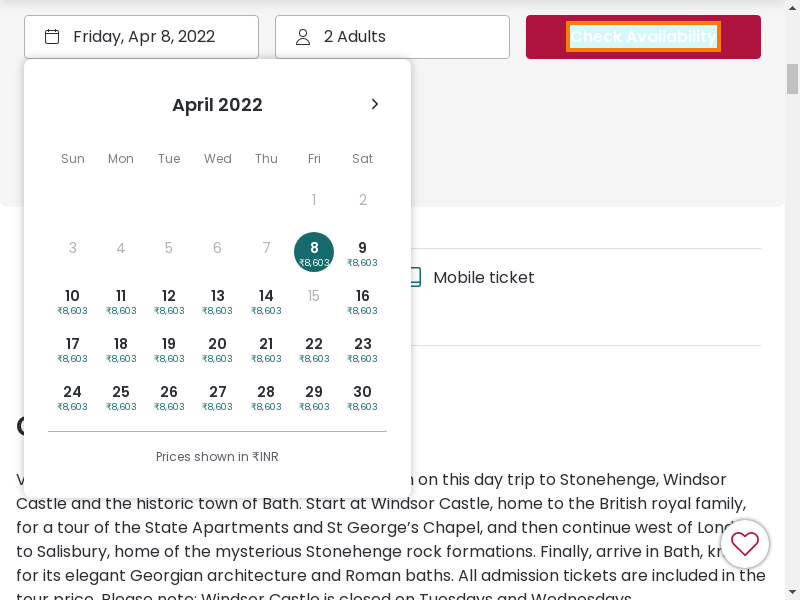 Friday, Apr 8, 2022
2 Adults
Check Availability
April 2022
Sun Mon Tue Wed Thu Fri Sat
1 2
3 4 5 6 7 8 9
₹8,603 ₹8,603
10 11 12 13 14 15 16
₹8,603 ₹8,603 ₹8,603 ₹8,603 ₹8,603 ₹8,603
17 18 19 20 21 22 23
₹8,603 ₹8,603 ₹8,603 ₹8,603 ₹8,603 ₹8,603 ₹8,603
24 25 26 27 28 29 30
₹8,603 ₹8,603 ₹8,603 ₹8,603 ₹8,603 ₹8,603 ₹8,603
Prices shown in ₹INR
Mobile ticket
on this day trip to Stonehenge, Windsor
Castle and the historic town of Bath. Start at Windsor Castle, home to the British royal family,
for a tour of the State Apartments and St George’s Chapel, and then continue west of
to Salisbury, home of the mysterious Stonehenge rock formations. Finally, arrive in Bath,
for its elegant Georgian architecture and Roman baths. All admission tickets are included in the
tour price. Please note: Windsor Castle is closed on Tuesdays and Wednesdays.